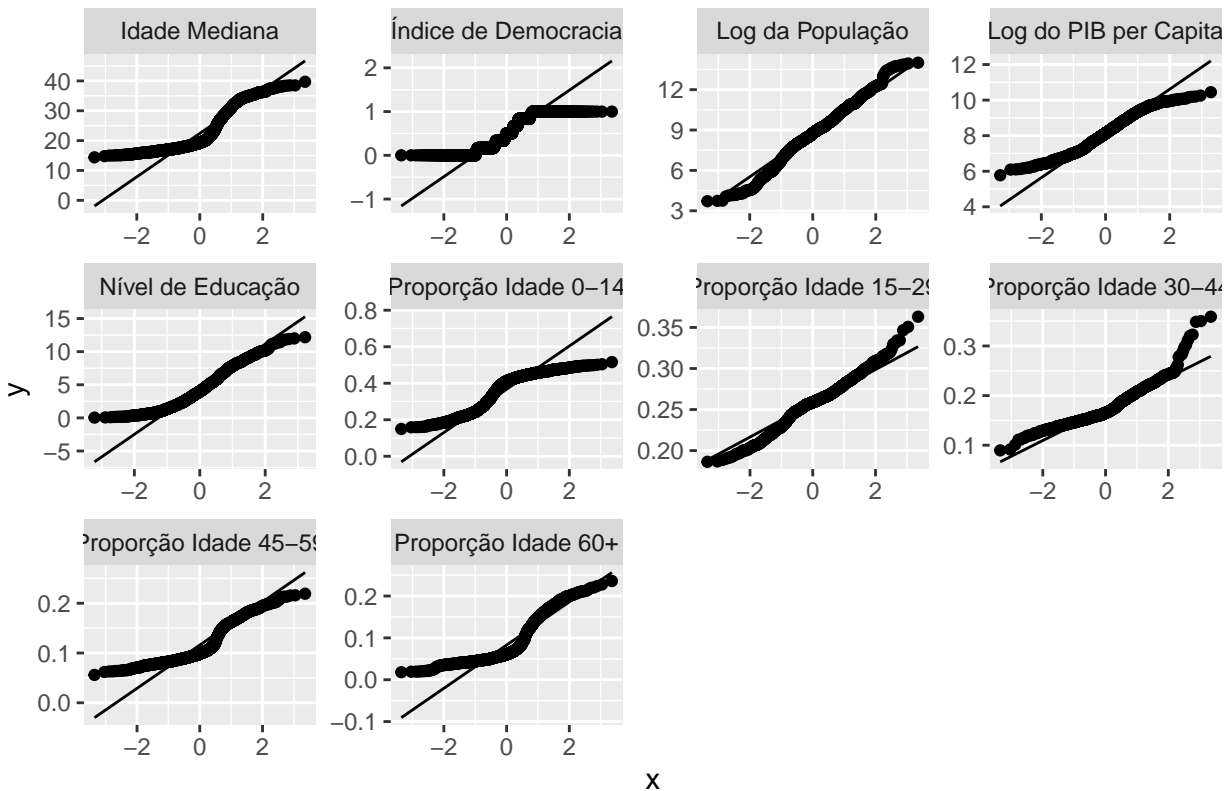 Idade Mediana
Índice de Democracia
Log da População
Log do PIB per Capita
40
30
20
10
0
2
1
0
−1
12
9
6
3
12
10
8
6
4
−2 0 2
−2 0 2
−2 0 2
−2 0 2
Nível de Educação
Proporção Idade 0−14
Proporção Idade 15−29
Proporção Idade 30−44
15
10
5
0
−5
0.8
0.6
0.4
0.2
0.0
0.35
0.30
0.25
0.20
0.3
0.2
0.1
−2 0 2
−2 0 2
−2 0 2
−2 0 2
Proporção Idade 45−59
Proporção Idade 60+
0.2
0.1
0.0
0.2
0.1
0.0
−0.1
−2 0 2
−2 0 2
y
x